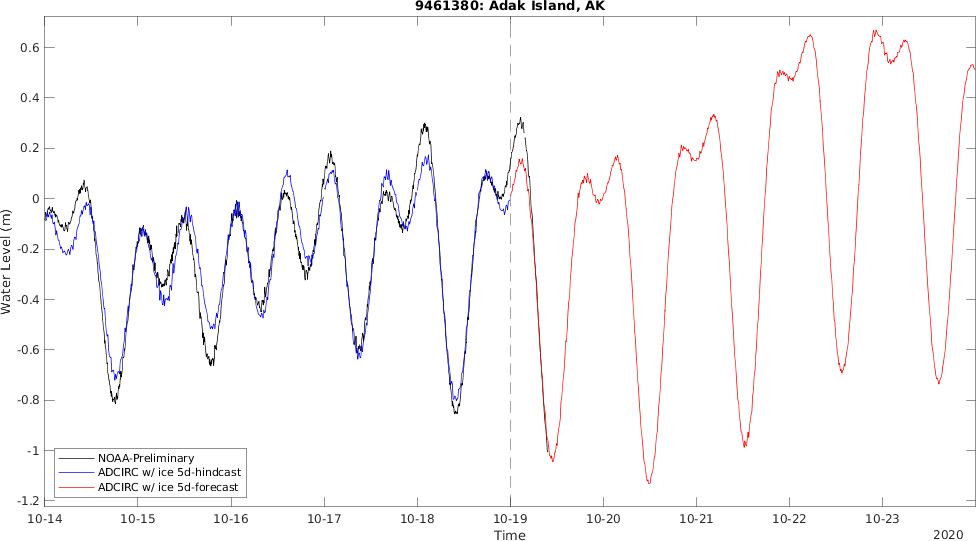 9461380: Adak Island, AK
Water Level (m)
0.6
0.4
0.2
0
-0.2
-0.4
-0.6
-0.8
-1
-1.2
NOAA-Preliminary
ADCIRC w/ ice 5d-hindcast
ADCIRC w/ ice 5d-forecast
10-14 10-15 10-16 10-17 10-18 10-19 10-20 10-21 10-22 10-23
Time
2020